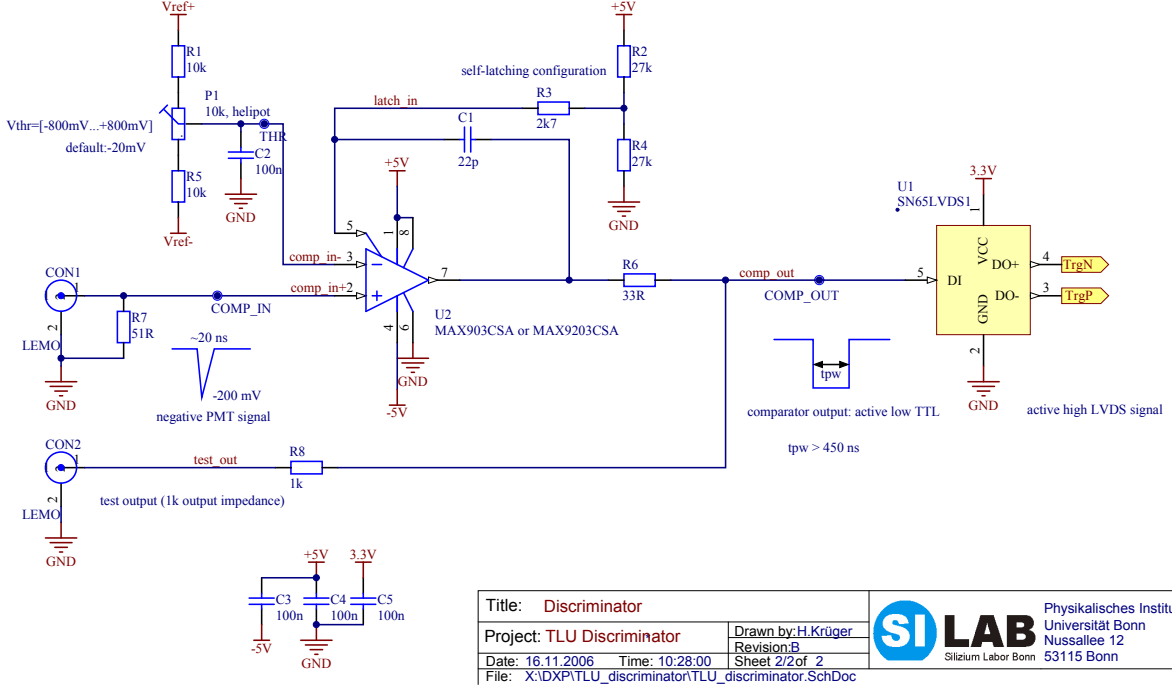 Vref+
+5V
R1
10k
R2
27k
self-latching configuration
P1
10k, helipot
latch_in
R3
2k7
Vthr=[-800mV...+800mV]
default:-20mV
THR
C1
22p
C2
100n
R4
27k
+5V
R5
10k
GND
GND
3.3V
U1
SN65LVDS1
1
Vref-
5
1
8
VCC
comp_in- 3
7
R6
33R
comp_out
5
DI
DO+
4
TrgN
CON1
1
comp_in+ 2
COMP_IN
COMP_OUT
GND
DO-
3
TrgP
2
R7
51R
U2
MAX903CSA or MAX9203CSA
LEMO
~20 ns
4
6
2
tpw
GND
-200 mV
GND
-5V
GND
negative PMT signal
comparator output: active low TTL
active high LVDS signal
CON2
1
test_out
R8
1k
tpw > 450 ns
2
test output (1k output impedance)
LEMO
GND
+5V
3.3V
C3
100n
C4
100n
C5
100n
-5V
GND
Title: Discriminator
Project: TLU Discriminator
Drawn by:H.Krüger
Revision:B
Date: 16.11.2006 Time: 10:28:00 Sheet 2/2of 2
File: X:\DXP\TLU_discriminator\TLU_discriminator.SchDoc
SI LAB
Silizium Labor Bonn
Physikalisches Institu
Universität Bonn
Nussallee 12
53115 Bonn